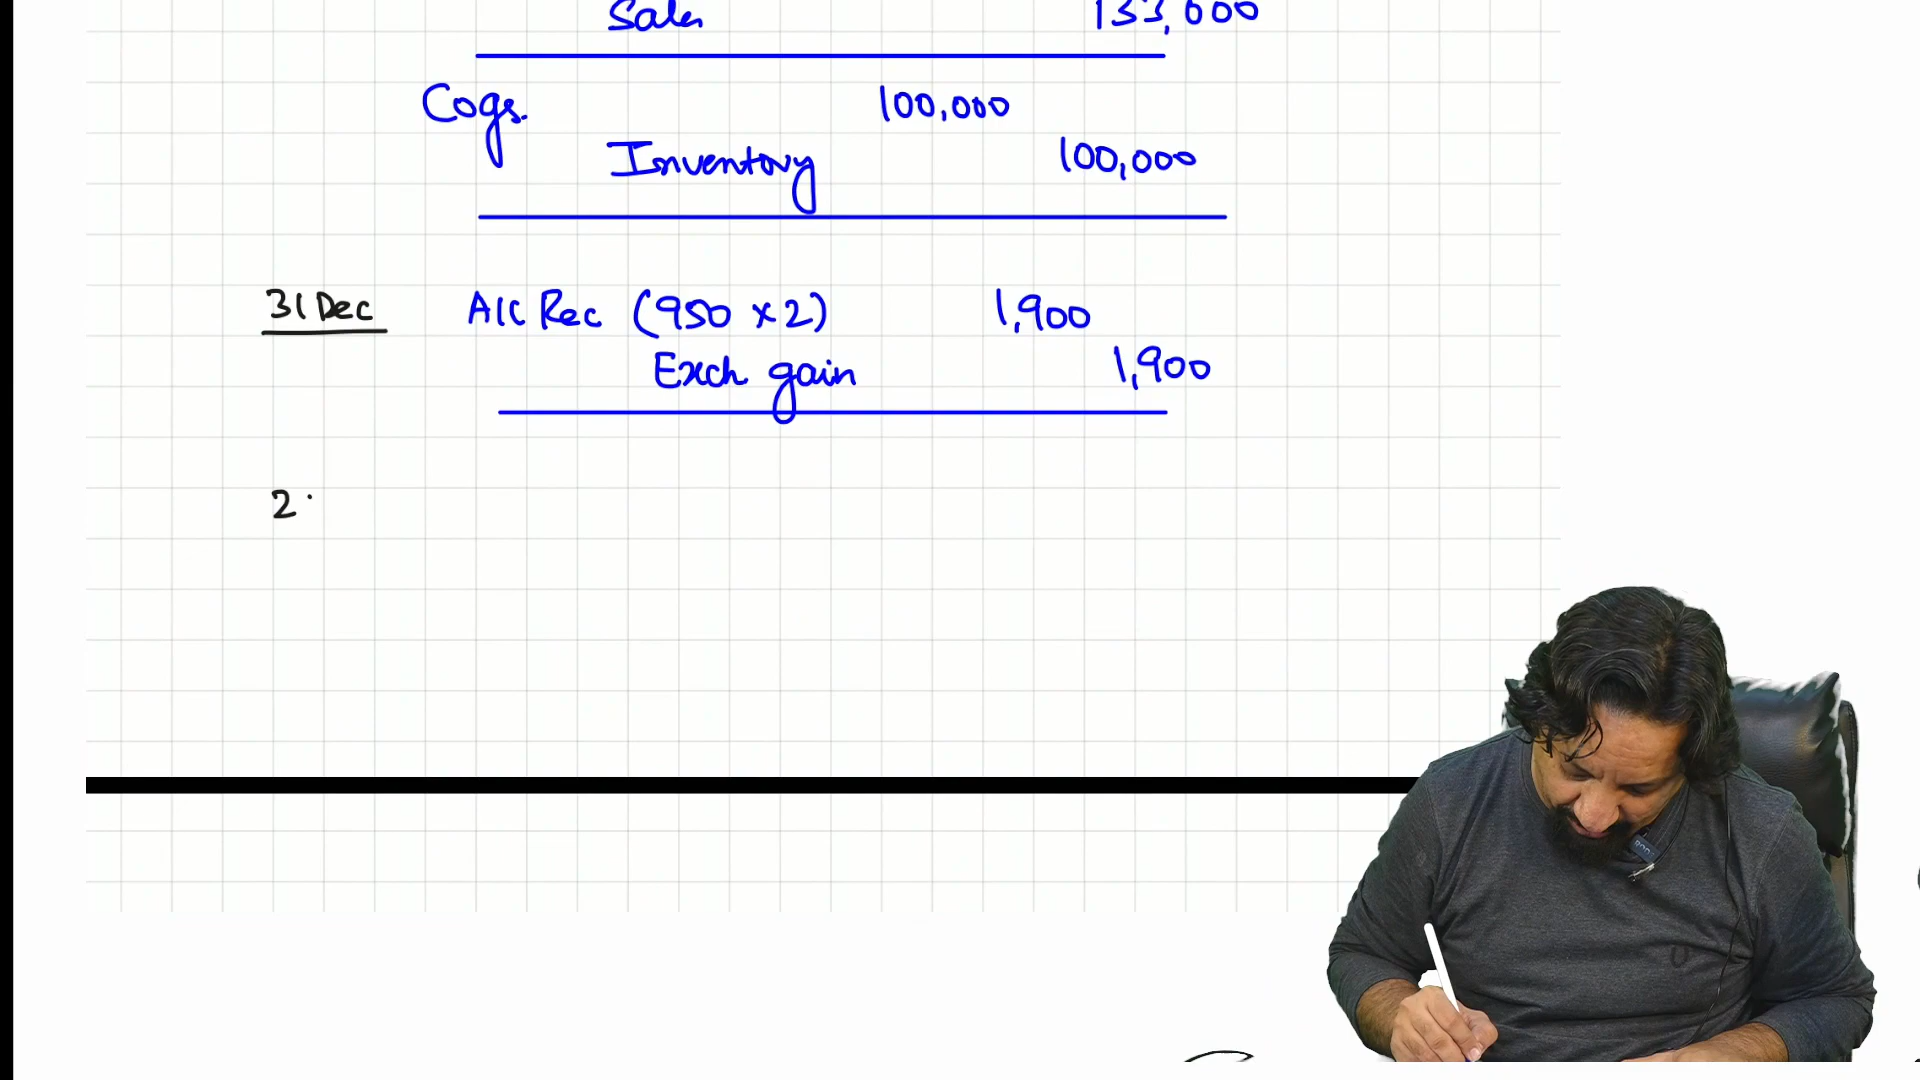 Sales 133,000
Cogs. 100,000
Inventory 100,000
31 Dec A/C Rec (950 x 2) 1,900
Exch gain 1,900
2